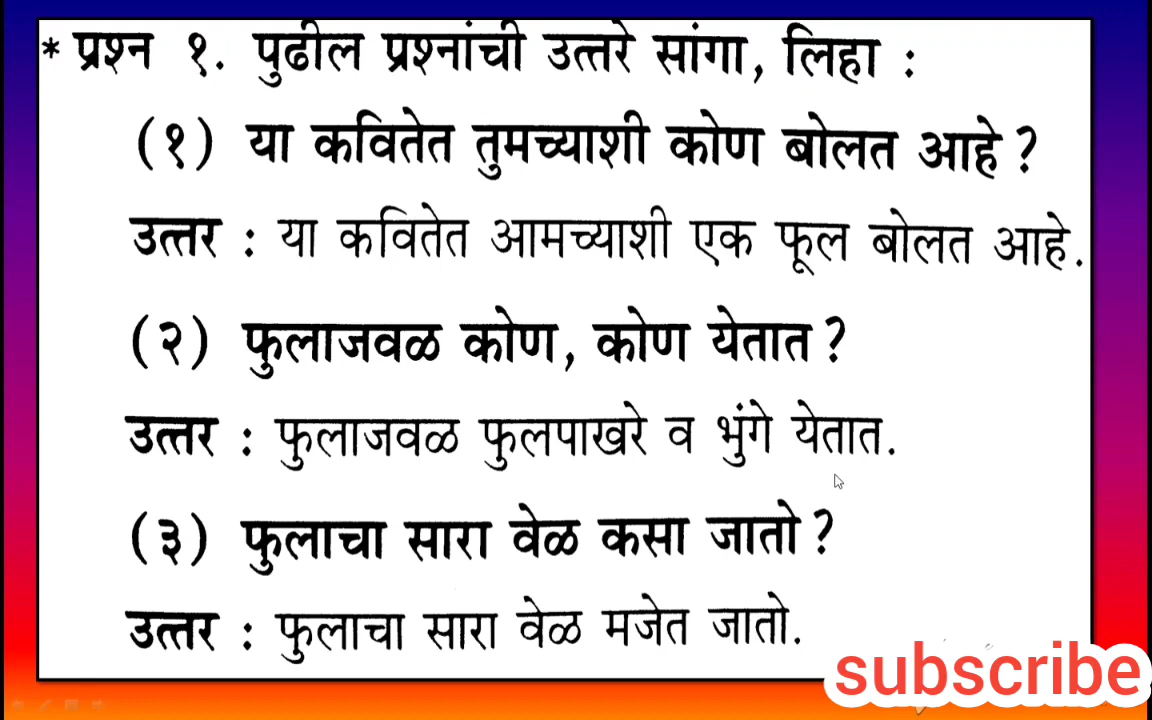 * प्रश्न १. पुढील प्रश्नांची उत्तरे सांगा, लिहा :
(१) या कवितेत तुमच्याशी कोण बोलत आहे ?
उत्तर : या कवितेत आमच्याशी एक फूल बोलत आहे.
(२) फुलाजवळ कोण, कोण येतात ?
उत्तर : फुलाजवळ फुलपाखरे व भुंगे येतात.
(३) फुलाचा सारा वेळ कसा जातो ?
उत्तर : फुलाचा सारा वेळ मजेत जातो.
subscribe